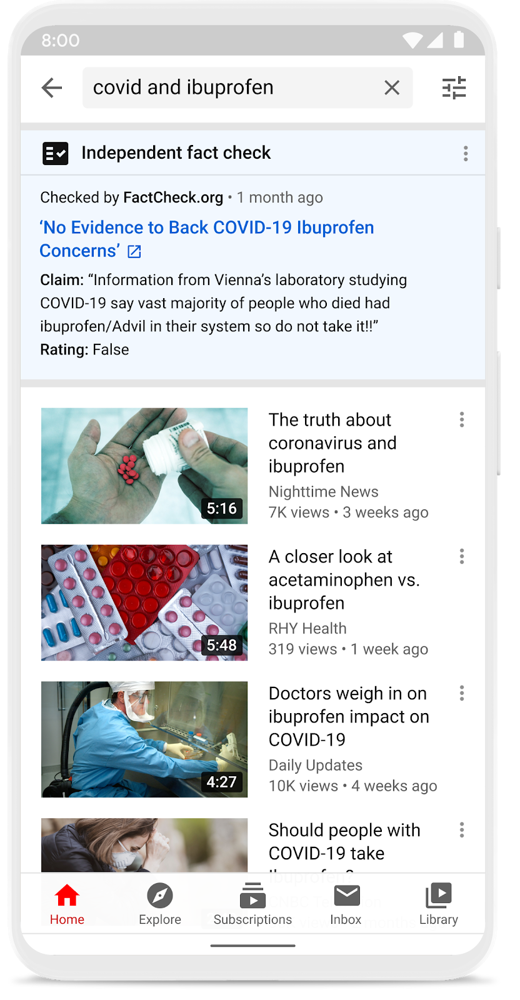 8:00
covid and ibuprofen
Independent fact check
Checked by FactCheck.org • 1 month ago
‘No Evidence to Back COVID-19 Ibuprofen
Concerns’
Claim: “Information from Vienna’s laboratory studying
COVID-19 say vast majority of people who died had
ibuprofen/Advil in their system so do not take it!!”
Rating: False
5:16
The truth about
coronavirus and
ibuprofen
Nighttime News
7K views • 3 weeks ago
5:48
A closer look at
acetaminophen vs.
ibuprofen
RHY Health
319 views • 1 week ago
4:27
Doctors weigh in on
ibuprofen impact on
COVID-19
Daily Updates
10K views • 4 weeks ago
Should people with
COVID-19 take
Ibuprofen?
Home
Explore
Subscriptions
Inbox
Library